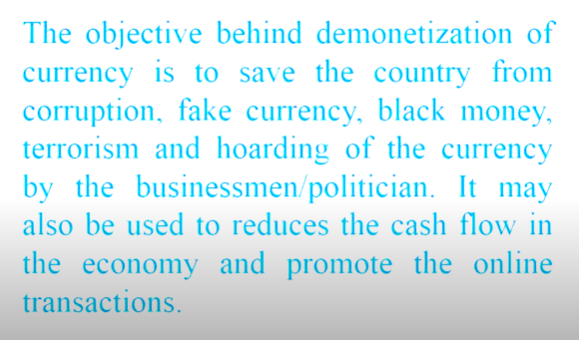 The objective behind demonetization of
currency is to save the country from
corruption, fake currency, black money,
terrorism and hoarding of the currency
by the businessmen/politician. It may
also be used to reduces the cash flow in
the economy and promote the online
transactions.